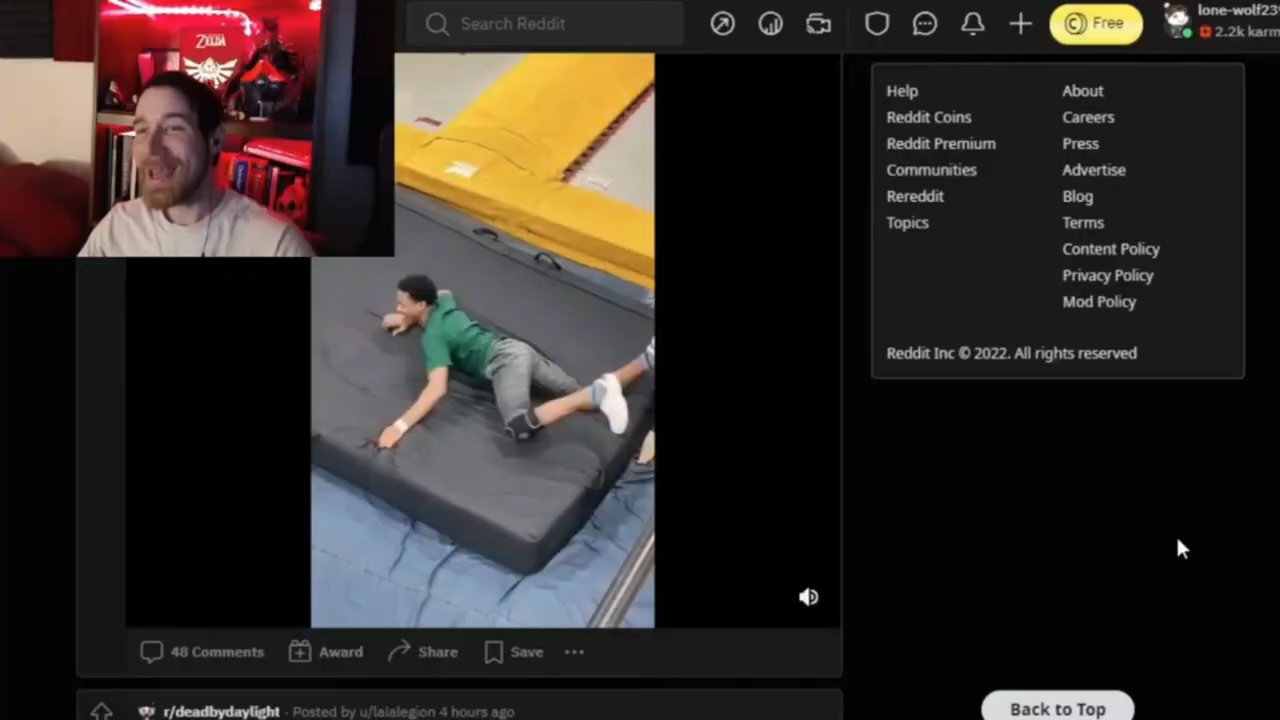 Search Reddit
Free
lone-wolf239
2.2k karm
ZELDA
Help
About
Reddit Coins
Careers
Reddit Premium
Press
Communities
Advertise
Rereddit
Blog
Topics
Terms
Content Policy
Privacy Policy
Mod Policy
Reddit Inc © 2022. All rights reserved
48 Comments
Award
Share
Save
r/deadbydaylight · Posted by u/lalalegion 4 hours ago
Back to Top